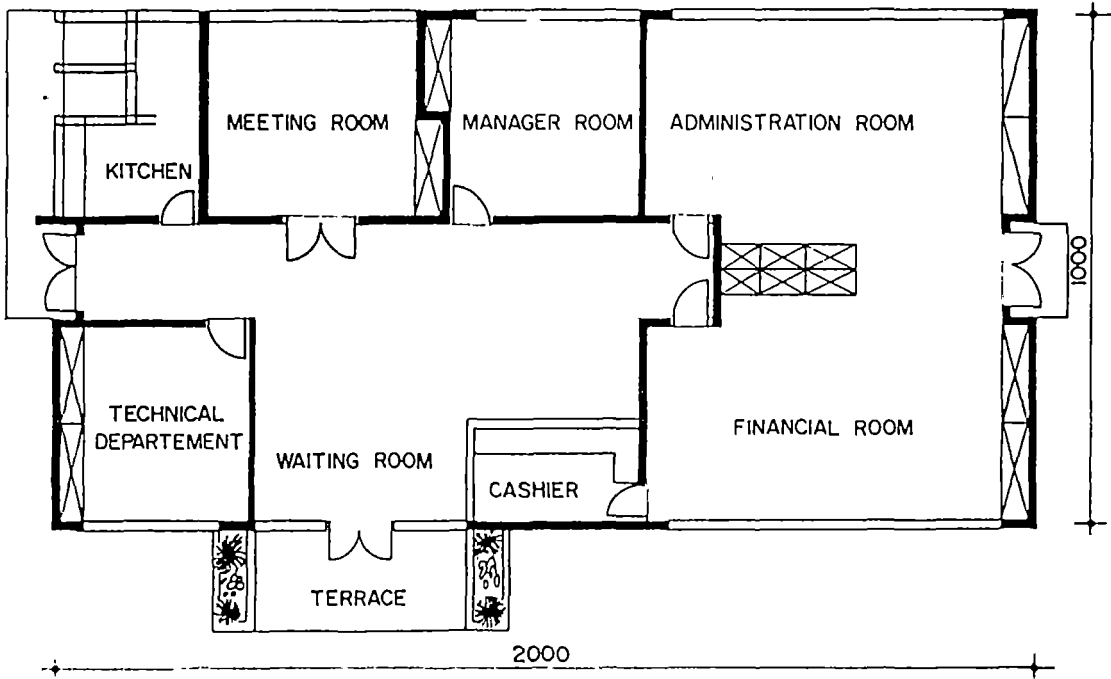 MEETING ROOM
MANAGER ROOM
ADMINISTRATION ROOM
KITCHEN
1000
TECHNICAL
DEPARTEMENT
WAITING ROOM
CASHIER
FINANCIAL ROOM
TERRACE
2000